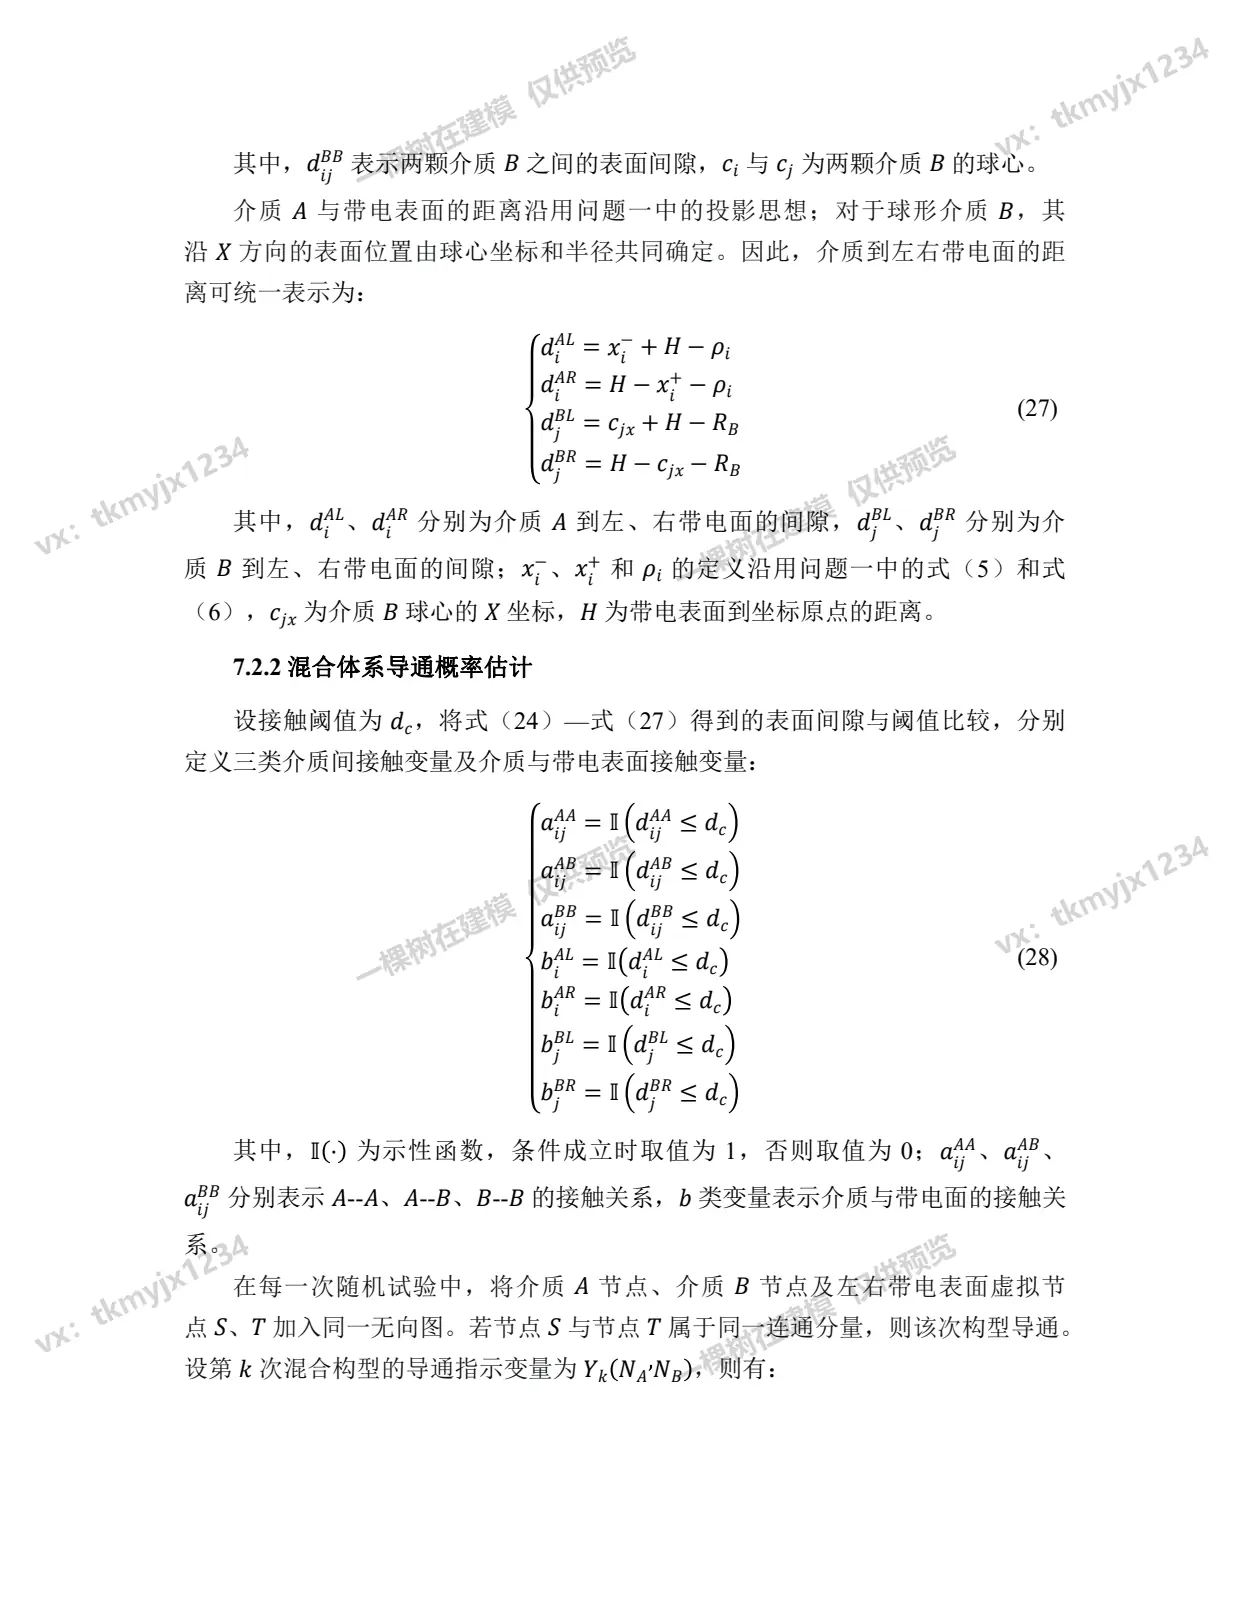 一棵树在建模 仅供预览
vx: tkmyjx1234
其中，$d_{ij}^{BB}$ 表示两颗介质 $B$ 之间的表面间隙，$c_i$ 与 $c_j$ 为两颗介质 $B$ 的球心。
介质 $A$ 与带电表面的距离沿用问题一中的投影思想；对于球形介质 $B$，其
沿 $X$ 方向的表面位置由球心坐标和半径共同确定。因此，介质到左右带电面的距
离可统一表示为：
$d_i^{AL} = x_i^- + H - \rho_i$
$d_i^{AR} = H - x_i^+ - \rho_i$
$d_j^{BL} = c_{jx} + H - R_B$
$d_j^{BR} = H - c_{jx} - R_B$
(27)
vx: tkmyjx1234
一棵树在建模 仅供预览
其中，$d_i^{AL}$、$d_i^{AR}$ 分别为介质 $A$ 到左、右带电面的间隙，$d_j^{BL}$、$d_j^{BR}$ 分别为介
质 $B$ 到左、右带电面的间隙；$x_i^-$、$x_i^+$ 和 $\rho_i$ 的定义沿用问题一中的式（5）和式
（6），$c_{jx}$ 为介质 $B$ 球心的 $X$ 坐标，$H$ 为带电表面到坐标原点的距离。
7.2.2 混合体系导通概率估计
设接触阈值为 $d_c$，将式（24）—式（27）得到的表面间隙与阈值比较，分别
定义三类介质间接触变量及介质与带电表面接触变量：
$a_{ij}^{AA} = \mathbb{I}(d_{ij}^{AA} \leq d_c)$
$a_{ij}^{AB} = \mathbb{I}(d_{ij}^{AB} \leq d_c)$
$a_{ij}^{BB} = \mathbb{I}(d_{ij}^{BB} \leq d_c)$
$b_i^{AL} = \mathbb{I}(d_i^{AL} \leq d_c)$
$b_i^{AR} = \mathbb{I}(d_i^{AR} \leq d_c)$
$b_j^{BL} = \mathbb{I}(d_j^{BL} \leq d_c)$
$b_j^{BR} = \mathbb{I}(d_j^{BR} \leq d_c)$
(28)
一棵树在建模 仅供预览
vx: tkmyjx1234
其中，$\mathbb{I}(\cdot)$ 为示性函数，条件成立时取值为 1，否则取值为 0；$a_{ij}^{AA}$、$a_{ij}^{AB}$、
$a_{ij}^{BB}$ 分别表示 $A$--$A$、$A$--$B$、$B$--$B$ 的接触关系，$b$ 类变量表示介质与带电面的接触关
系。
在每一次随机试验中，将介质 $A$ 节点、介质 $B$ 节点及左右带电表面虚拟节
点 $S$、$T$ 加入同一无向图。若节点 $S$ 与节点 $T$ 属于同一连通分量，则该次构型导通。
设第 $k$ 次混合构型的导通指示变量为 $Y_k(N_A, N_B)$，则有：
vx: tkmyjx1234
一棵树在建模 仅供预览